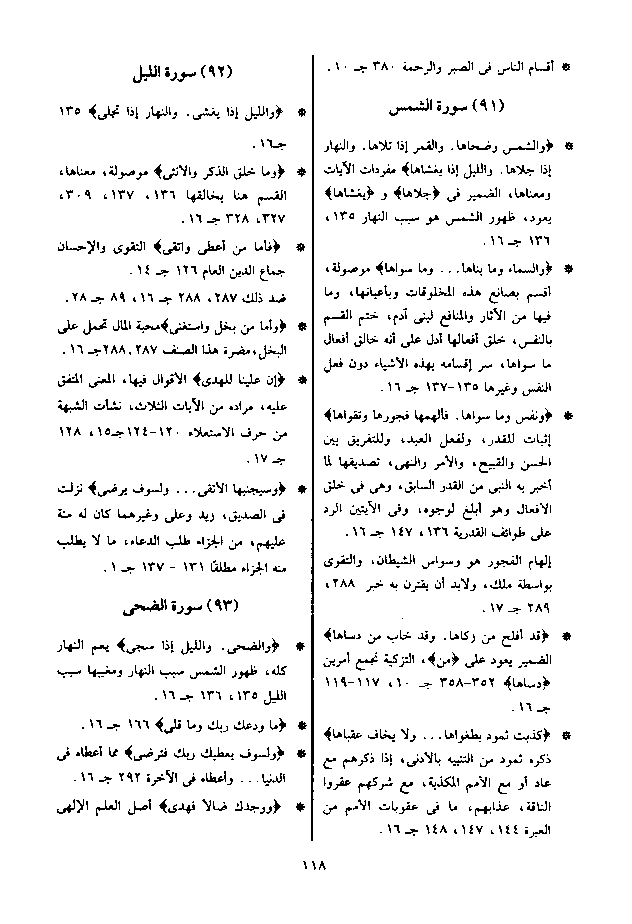 * أقسام الناس فى الصبر والرحمة ٣٨٠ جـ ١٠.
(٩١) سورة الشمس
* ﴿والشمس وضحاها. والقمر إذا تلاها. والنهار
إذا جلاها. والليل إذا يغشاها﴾ مفردات الآيات
ومعناها، الضمير فى ﴿جلاها﴾ و ﴿يغشاها﴾
يعود، ظهور الشمس هو سبب النهار ١٣٥،
١٣٦ جـ ١٦.
* ﴿والسماء وما بناها... وما سواها﴾ موصولة،
أقسم بصانع هذه المخلوقات وبأعيانها، وما
فيها من الآثار والمنافع لبنى آدم، ختم القسم
بالنفس، خلق أفعالها أدل على أنه خالق أفعال
ما سواها، سر إقسامه بهذه الأشياء دون فعل
النفس وغيرها ١٣٥-١٣٧ جـ ١٦.
* ﴿ونفس وما سواها. فألهمها فجورها وتقواها﴾
إثبات للقدر، ولفعل العبد، وللتفريق بين
الحسن والقبيح، والأمر والنهى، تصديقها لما
أخبر به النبى من القدر السابق، وهى فى خلق
الأفعال وهو أبلغ لوجوه، وفى الآيتين الرد
على طوائف القدرية ١٣٦، ١٤٧ جـ ١٦.
إلهام الفجور هو وسواس الشيطان، والتقوى
بواسطة ملك، ولابد أن يقترن به خبر ٢٨٨،
٢٨٩ جـ ١٧.
* ﴿قد أفلح من زكاها. وقد خاب من دساها﴾
الضمير يعود على ﴿من﴾، التزكية تجمع أمرين
﴿دساها﴾ ٣٥٢-٣٥٨ جـ ١٠، ١١٧-١١٩
جـ ١٦.
* ﴿كذبت ثمود بطغواها... ولا يخاف عقباها﴾
ذكره ثمود من التنبيه بالأدنى، إذا ذكرهم مع
عاد أو مع الأمم المكذبة، مع شركهم عقروا
الناقة، عذابهم، ما فى عقوبات الأمم من
العبرة ١٤٤، ١٤٧، ١٤٨ جـ ١٦.
(٩٢) سورة الليل
* ﴿والليل إذا يغشى. والنهار إذا تجلى﴾ ١٣٥
جـ١٦.
* ﴿وما خلق الذكر والأنثى﴾ موصولة، معناها،
القسم هنا بخالقها ١٣٦، ١٣٧، ٣٠٩،
٣٢٧، ٣٢٨ جـ ١٦.
* ﴿فأما من أعطى واتقى﴾ التقوى والإحسان
جماع الدين العام ١٢٦ جـ ١٤.
ضد ذلك ٢٨٧، ٢٨٨ جـ ١٦، ٨٩ جـ ٢٨.
* ﴿وأما من بخل واستغنى﴾محبة المال تحمل على
البخل،مضرة هذا الصنف ٢٨٧،٢٨٨جـ ١٦.
* ﴿إن علينا للهدى﴾ الأقوال فيها، المعنى المتفق
عليه، مراده من الآيات الثلاث، نشأت الشبهة
من حرف الاستعلاء ١٢٠-١٢٤جـ١٥، ١٢٨
جـ ١٧.
* ﴿وسيجنبها الأتقى... ولسوف يرضى﴾ نزلت
فى الصديق، زيد وعلى وغيرهما كان له منة
عليهم، من الجزاء طلب الدعاء، ما لا يطلب
منه الجزاء مطلقًا ١٣١ - ١٣٧ جـ ١.
(٩٣) سورة الضحى
* ﴿والضحى. والليل إذا سجى﴾ يعم النهار
كله، ظهور الشمس سبب النهار ومغيبها سبب
الليل ١٣٥، ١٣٦ جـ ١٦.
* ﴿ما ودعك ربك وما قلى﴾ ١٦٦ جـ ١٦.
* ﴿ولسوف يعطيك ربك فترضى﴾ مما أعطاه فى
الدنيا... وأعطاه فى الآخرة ٢٩٢ جـ ١٦.
* ﴿ووجدك ضالاً فهدى﴾ أصل العلم الإلهى
١١٨